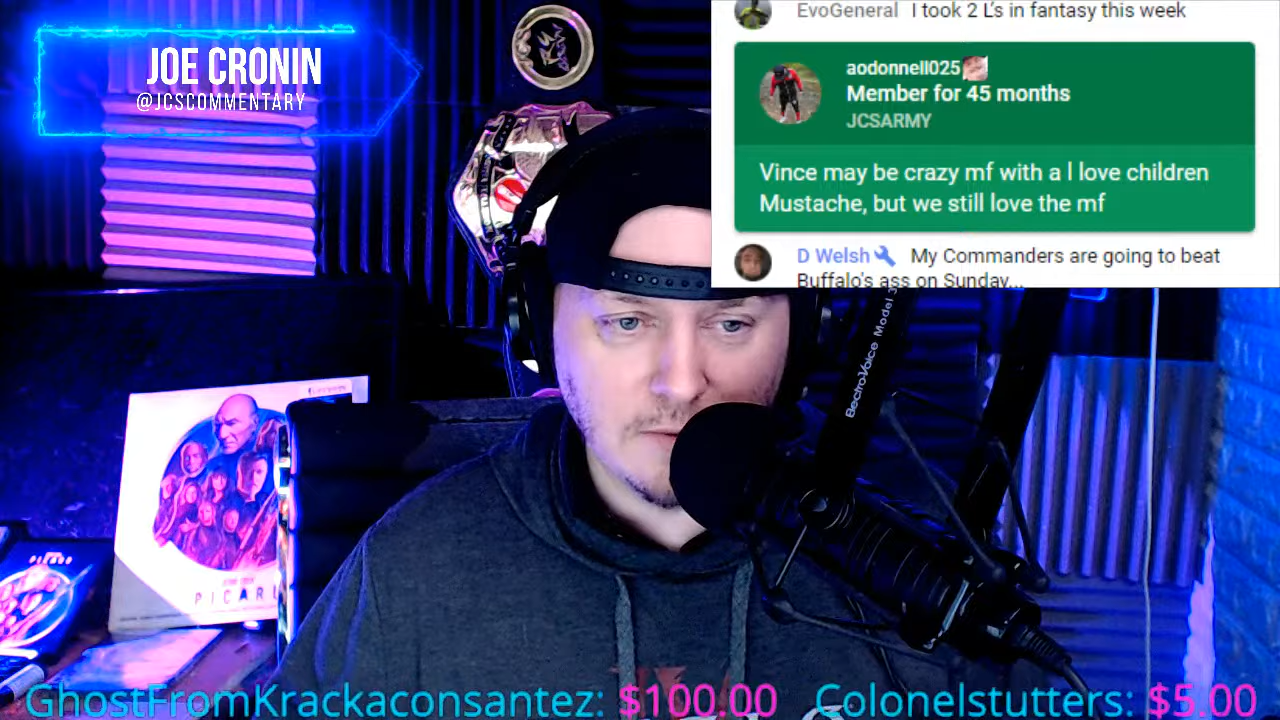 JOE CRONIN
@JCSCOMMENTARY
EvoGeneral I took 2 L's in fantasy this week
aodonnell025
Member for 45 months
JCSARMY
Vince may be crazy mf with a l love children
Mustache, but we still love the mf
D Welsh My Commanders are going to beat
Buffalo's ass on Sunday...
ElectroVoice Model
PICARD
GhostFromKrackaconsantez: $100.00 Colonelstutters: $5.00